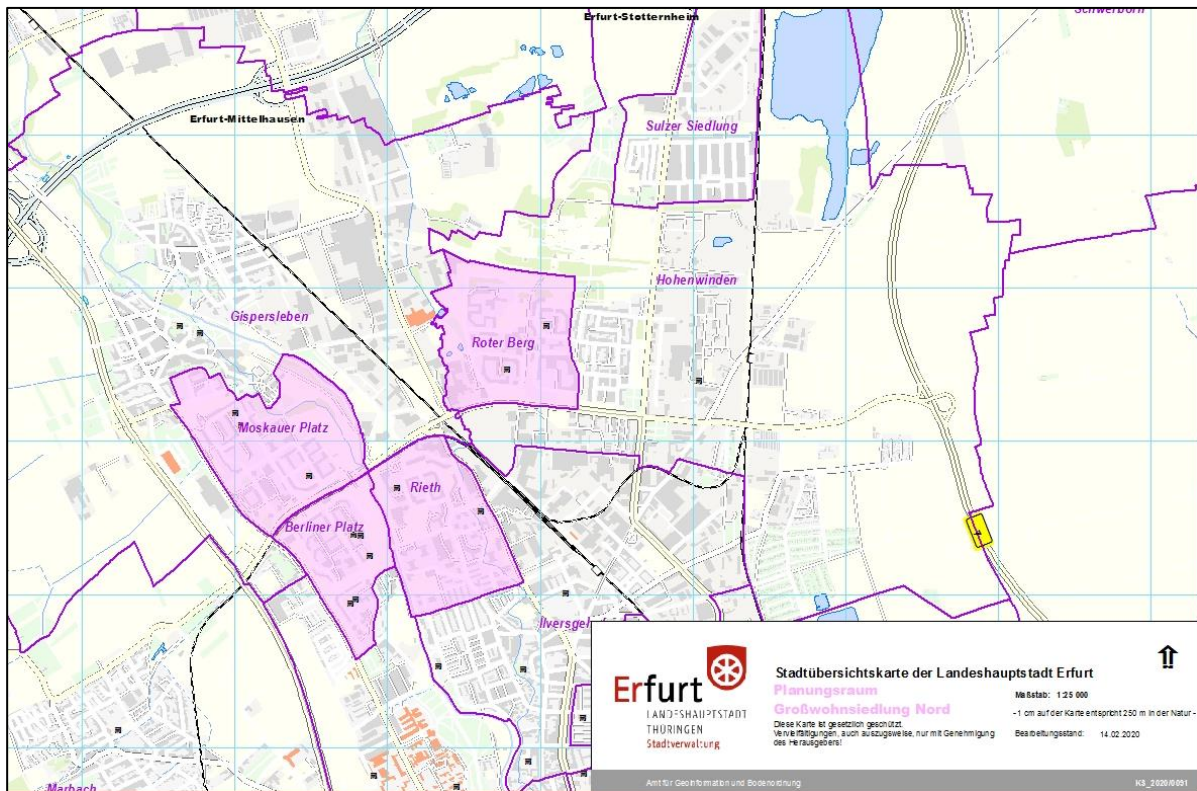 Erfurt-Stotternheim
Schwerborn
Erfurt-Mittelhausen
Sulzer Siedlung
Hohenwinden
Gispersleben
Roter Berg
Moskauer Platz
Rieth
Berliner Platz
Ilversge
Marbach
Erfurt
LANDESHAUPTSTADT
THÜRINGEN
Stadtverwaltung
Stadtübersichtskarte der Landeshauptstadt Erfurt
Planungsraum
Großwohnsiedlung Nord
Maßstab: 1:25 000
- 1 cm auf der Karte entspricht 250 m in der Natur -
Diese Karte ist gesetzlich geschützt.
Vervielfältigungen, auch auszugsweise, nur mit Genehmigung
des Herausgebers!
Bearbeitungsstand: 14.02.2020
Amt für Geoinformation und Bodenordnung
KS_2020/0031